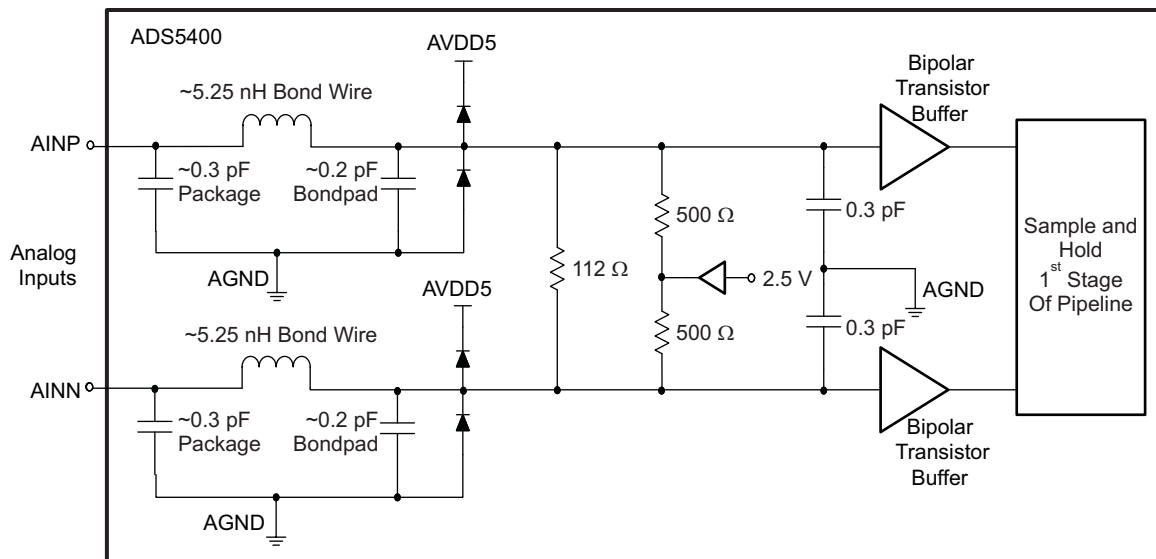 ADS5400
AVDD5
~5.25 nH Bond Wire
AINP
~0.3 pF
Package
~0.2 pF
Bondpad
AGND
Analog
Inputs
AVDD5
~5.25 nH Bond Wire
AINN
~0.3 pF
Package
~0.2 pF
Bondpad
AGND
112 Ω
500 Ω
500 Ω
2.5 V
0.3 pF
0.3 pF
AGND
Bipolar
Transistor
Buffer
Bipolar
Transistor
Buffer
Sample and
Hold
1st Stage
Of Pipeline